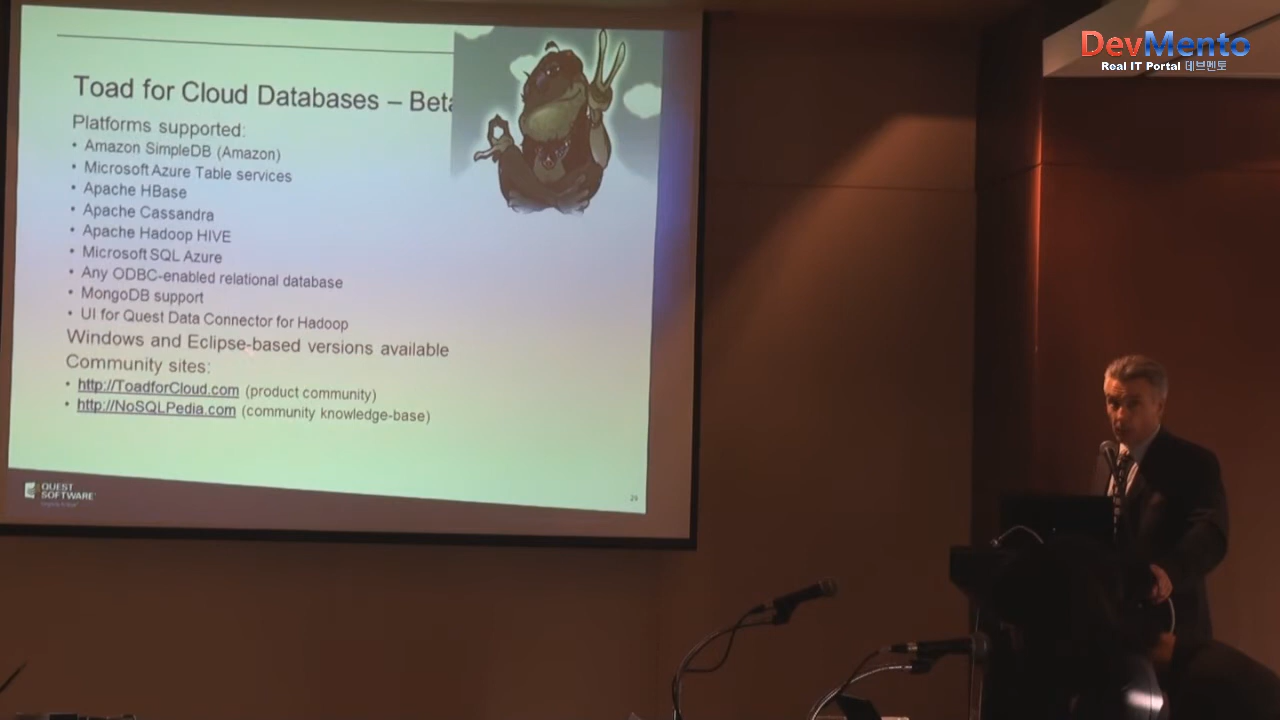 DevMento
Real IT Portal 데브멘토
Toad for Cloud Databases – Beta
Platforms supported:
• Amazon SimpleDB (Amazon)
• Microsoft Azure Table services
• Apache HBase
• Apache Cassandra
• Apache Hadoop HIVE
• Microsoft SQL Azure
• Any ODBC-enabled relational database
• MongoDB support
• UI for Quest Data Connector for Hadoop
Windows and Eclipse-based versions available
Community sites:
• http://ToadforCloud.com (product community)
• http://NoSQLPedia.com (community knowledge-base)
QUEST
SOFTWARE